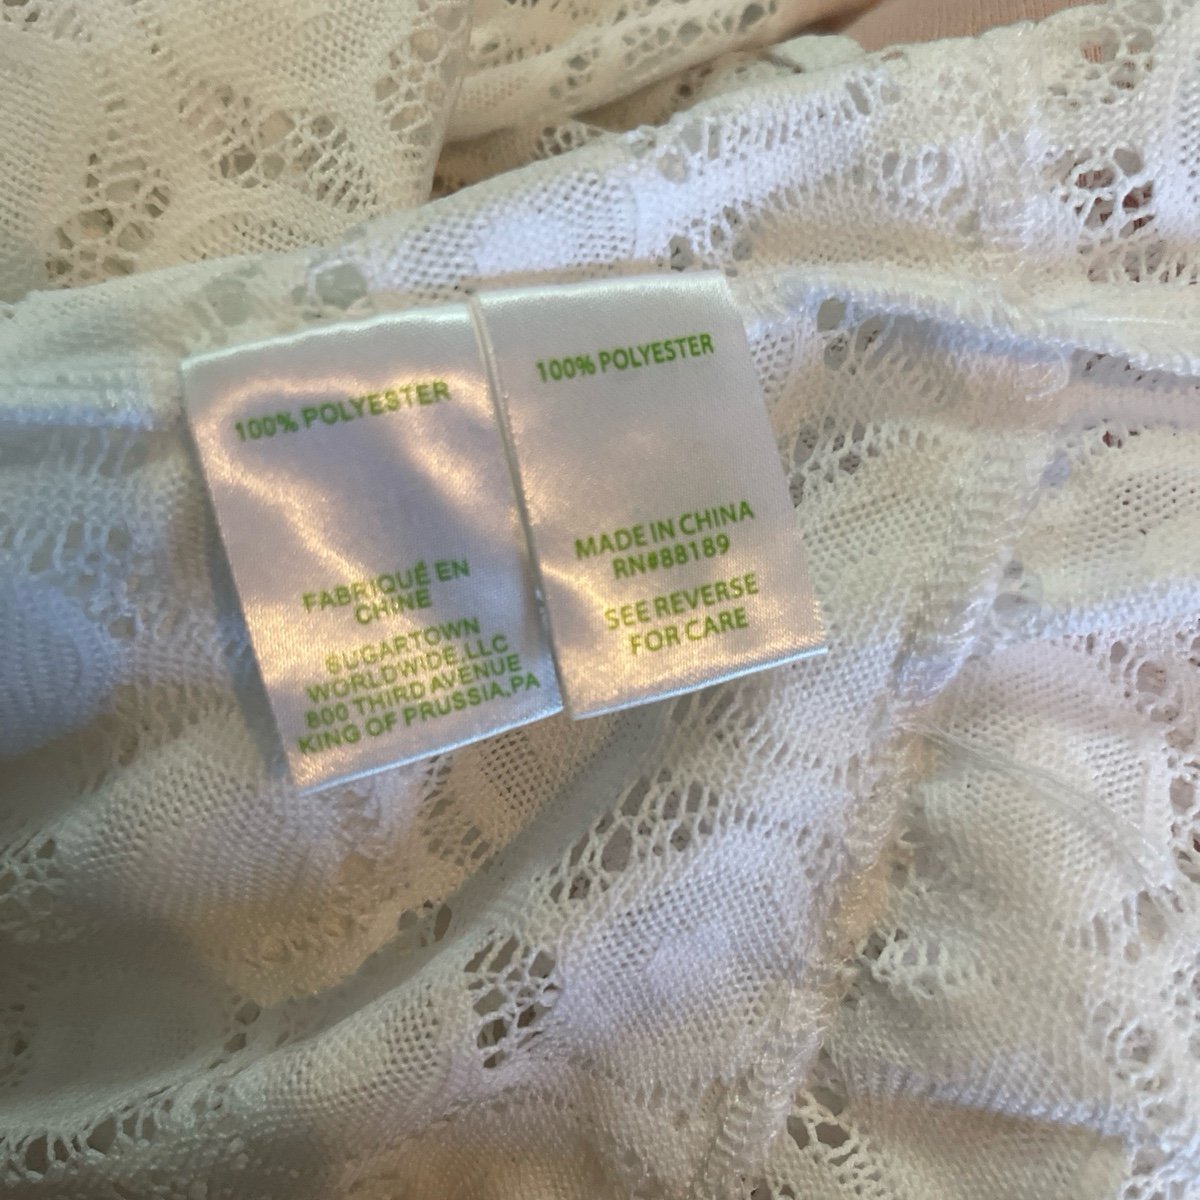 100% POLYESTER
FABRIQUÉ EN
CHINE
SUGARTOWN
WORLDWIDE, LLC
800 THIRD AVENUE
KING OF PRUSSIA, PA
100% POLYESTER
MADE IN CHINA
RN#88189
SEE REVERSE
FOR CARE